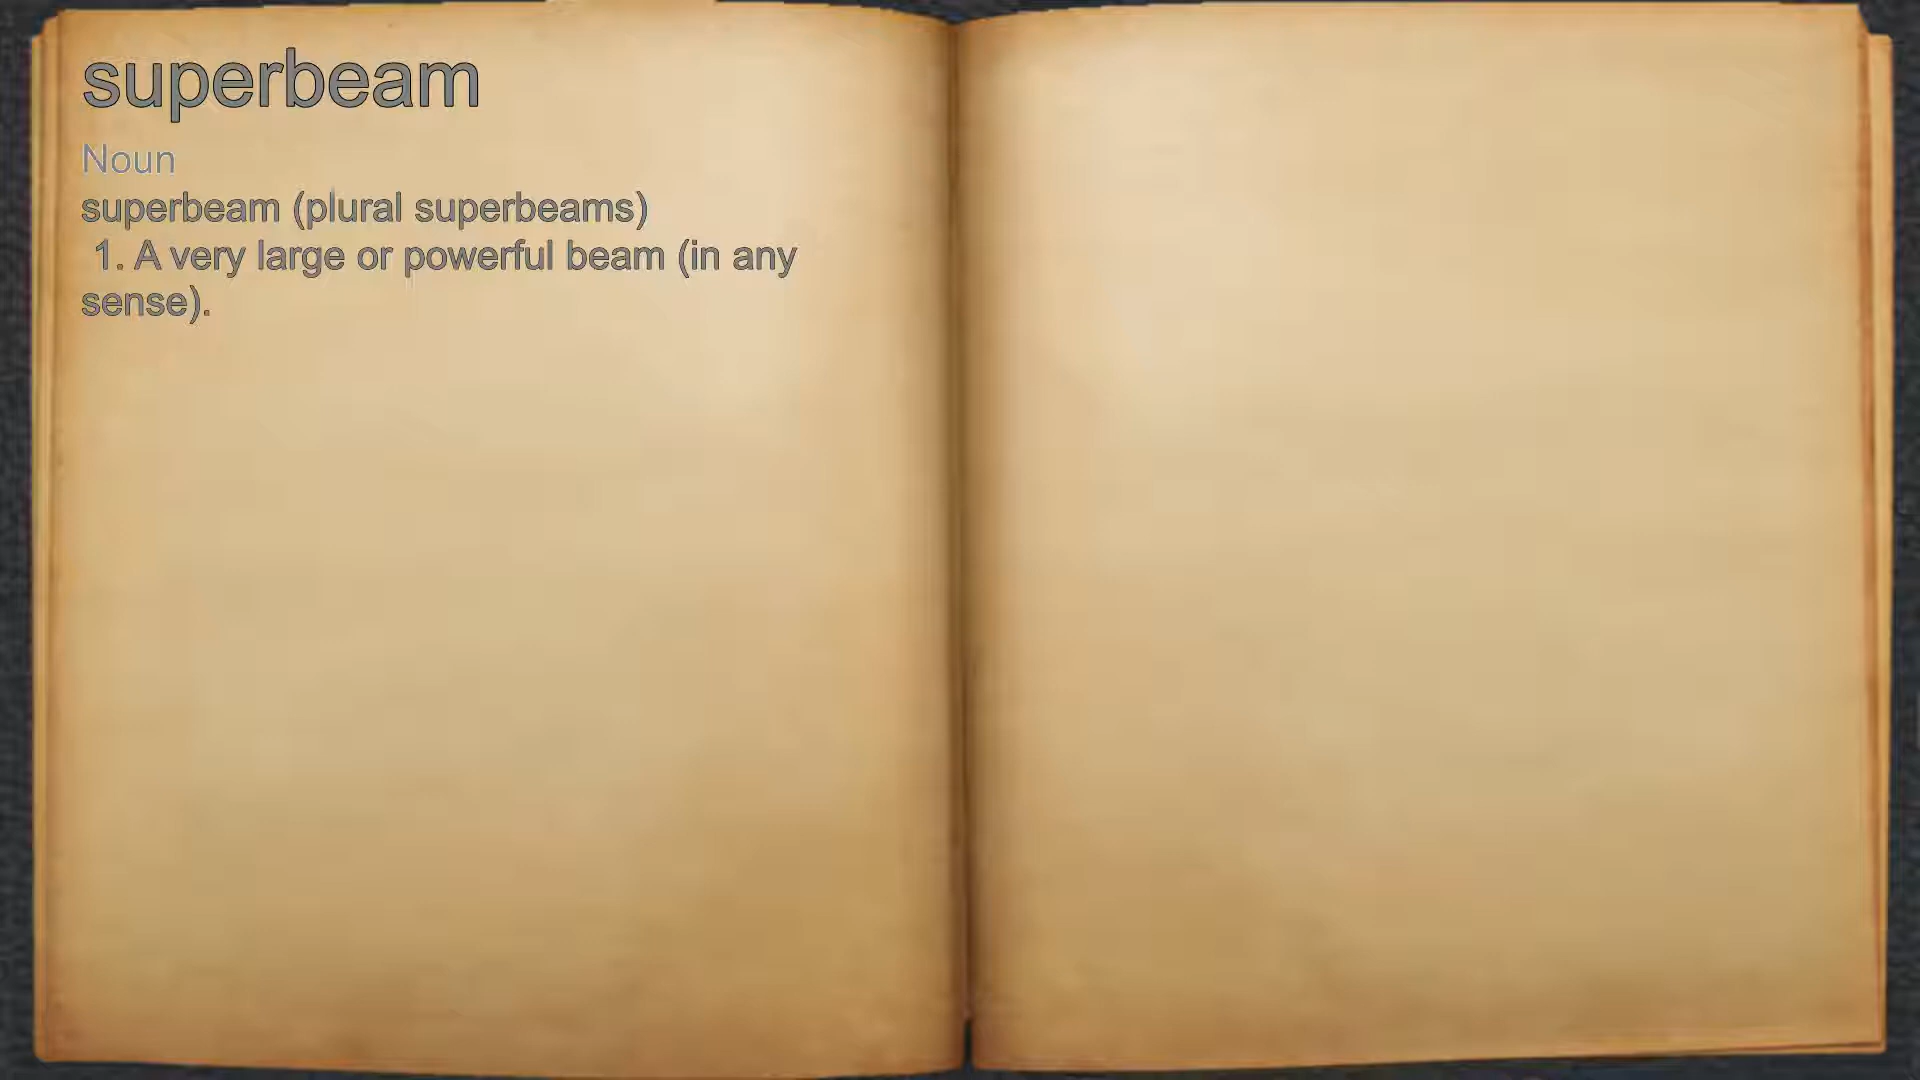 superbeam
Noun
superbeam (plural superbeams)
1. A very large or powerful beam (in any
sense).